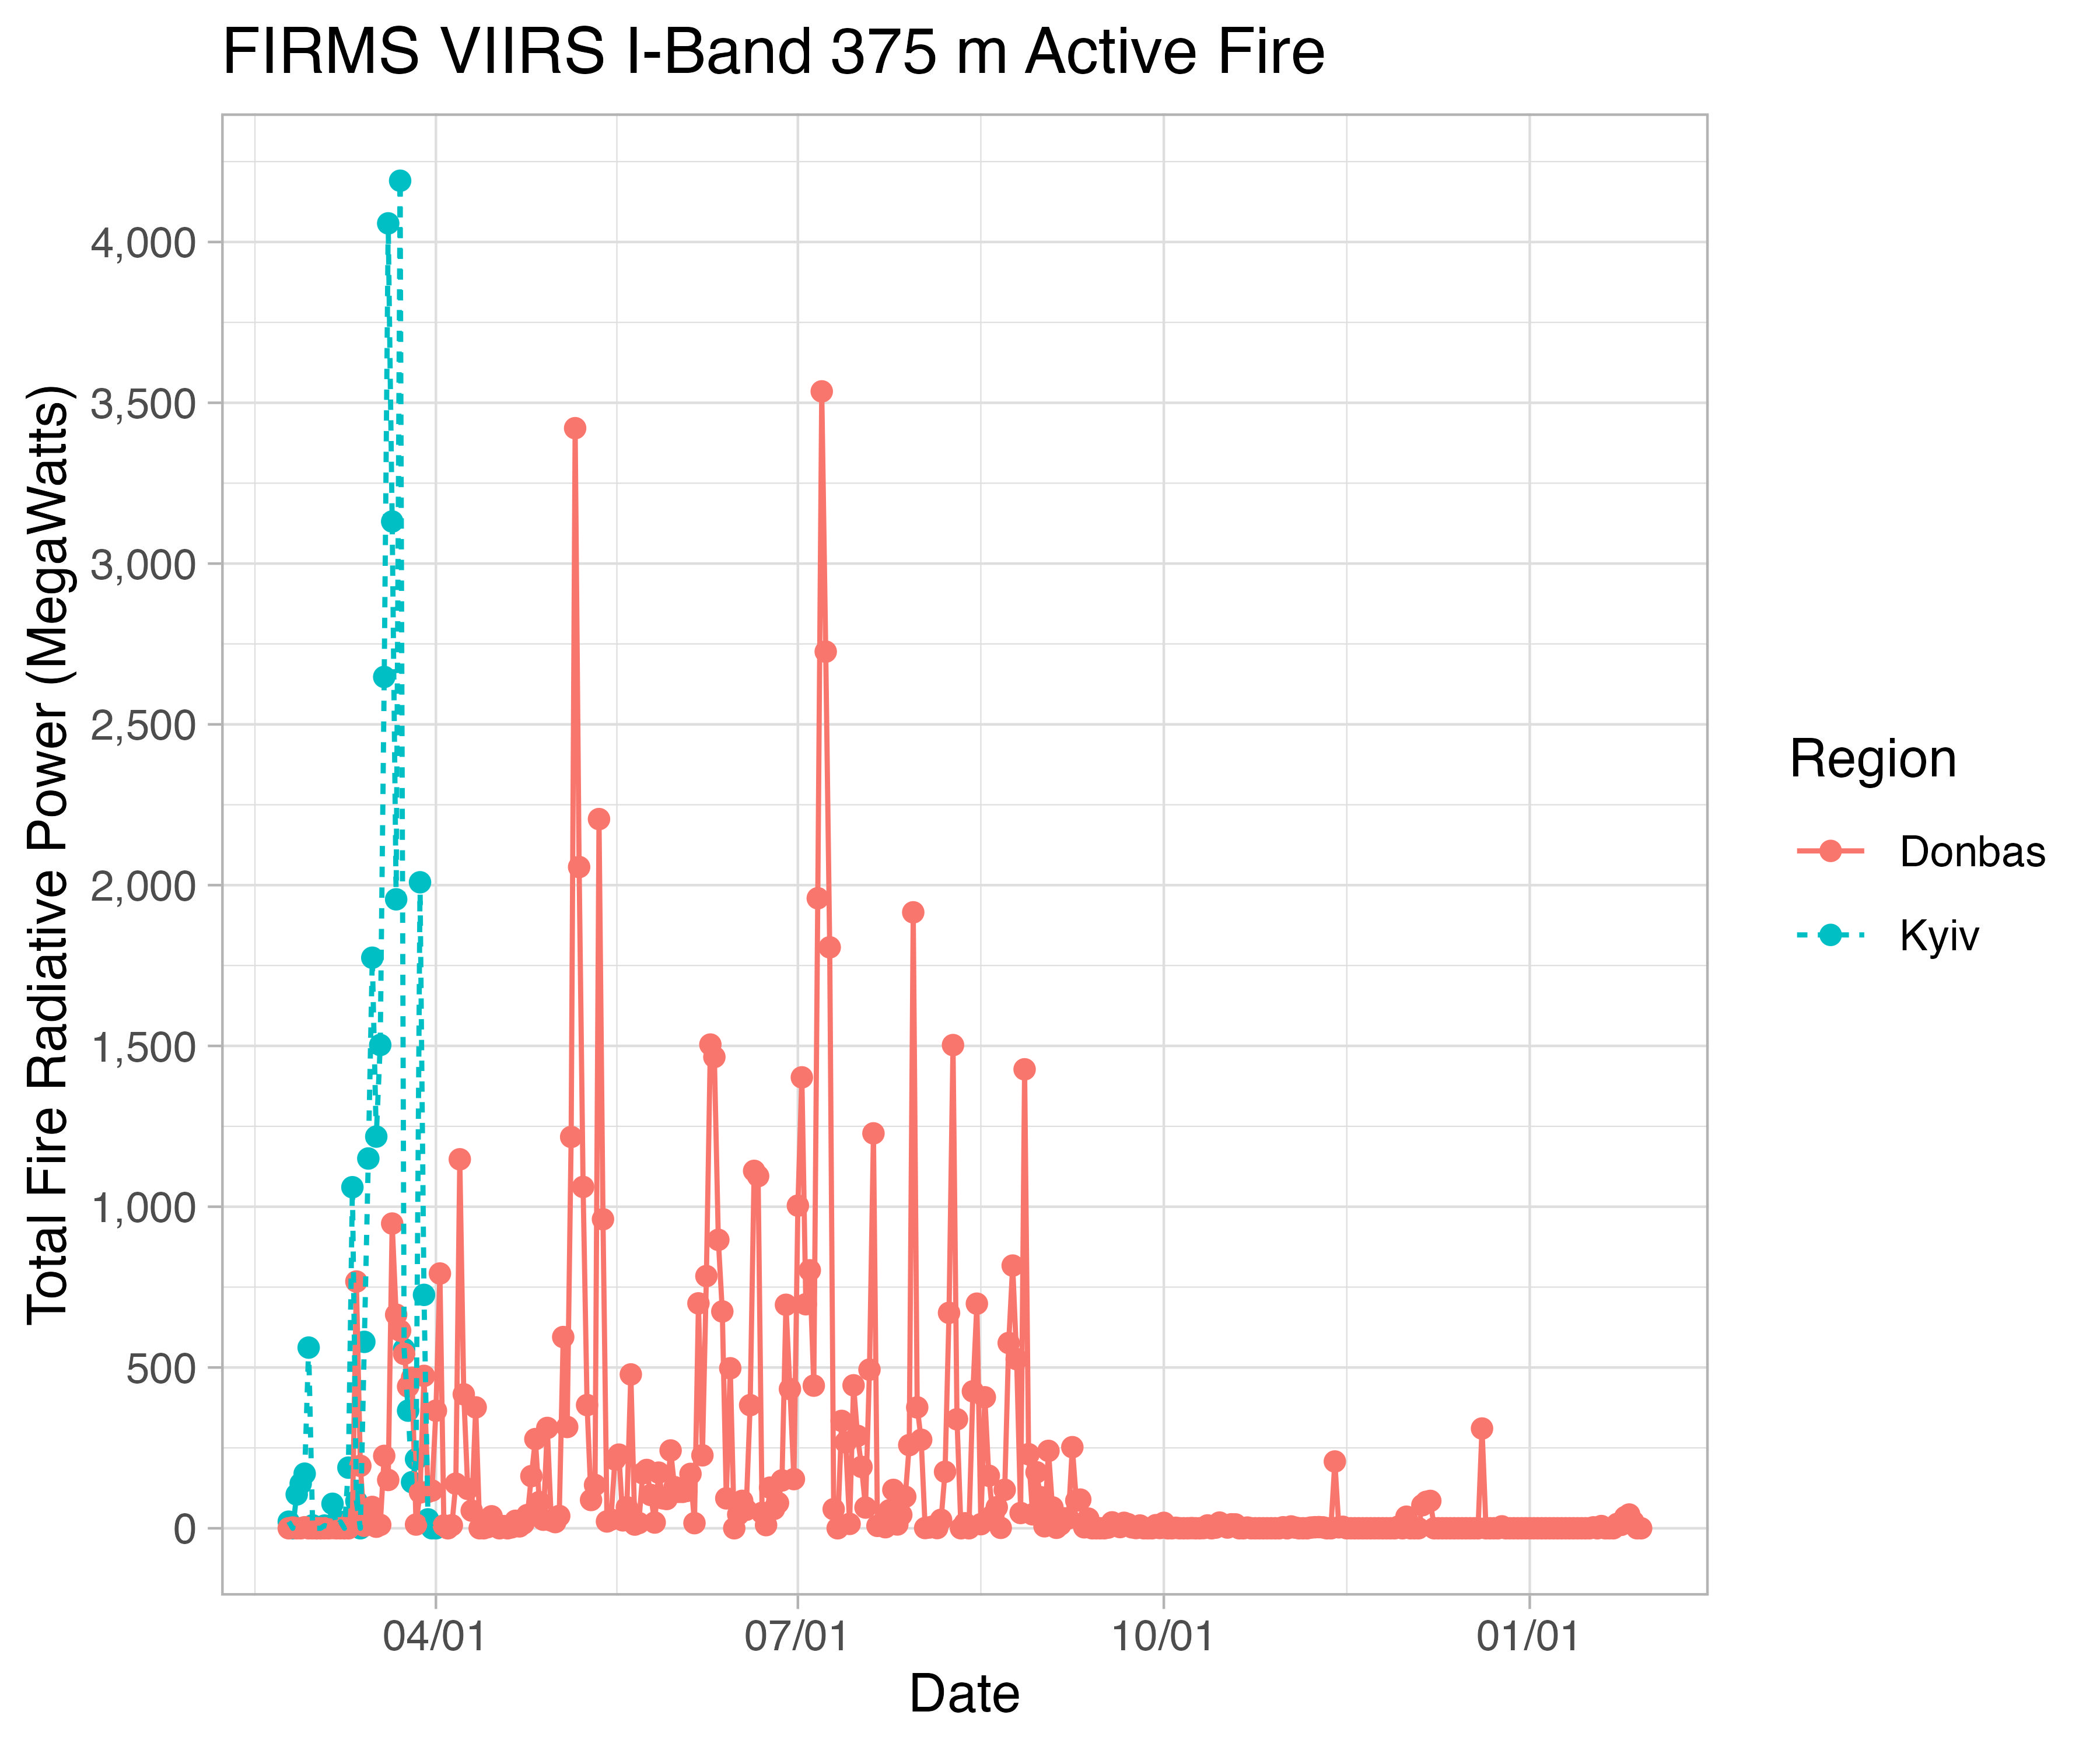 FIRMS VIIRS I-Band 375 m Active Fire
Total Fire Radiative Power (MegaWatts)
4,000
3,500
3,000
2,500
2,000
1,500
1,000
500
0
04/01
07/01
10/01
01/01
Date
Region
Donbas
Kyiv